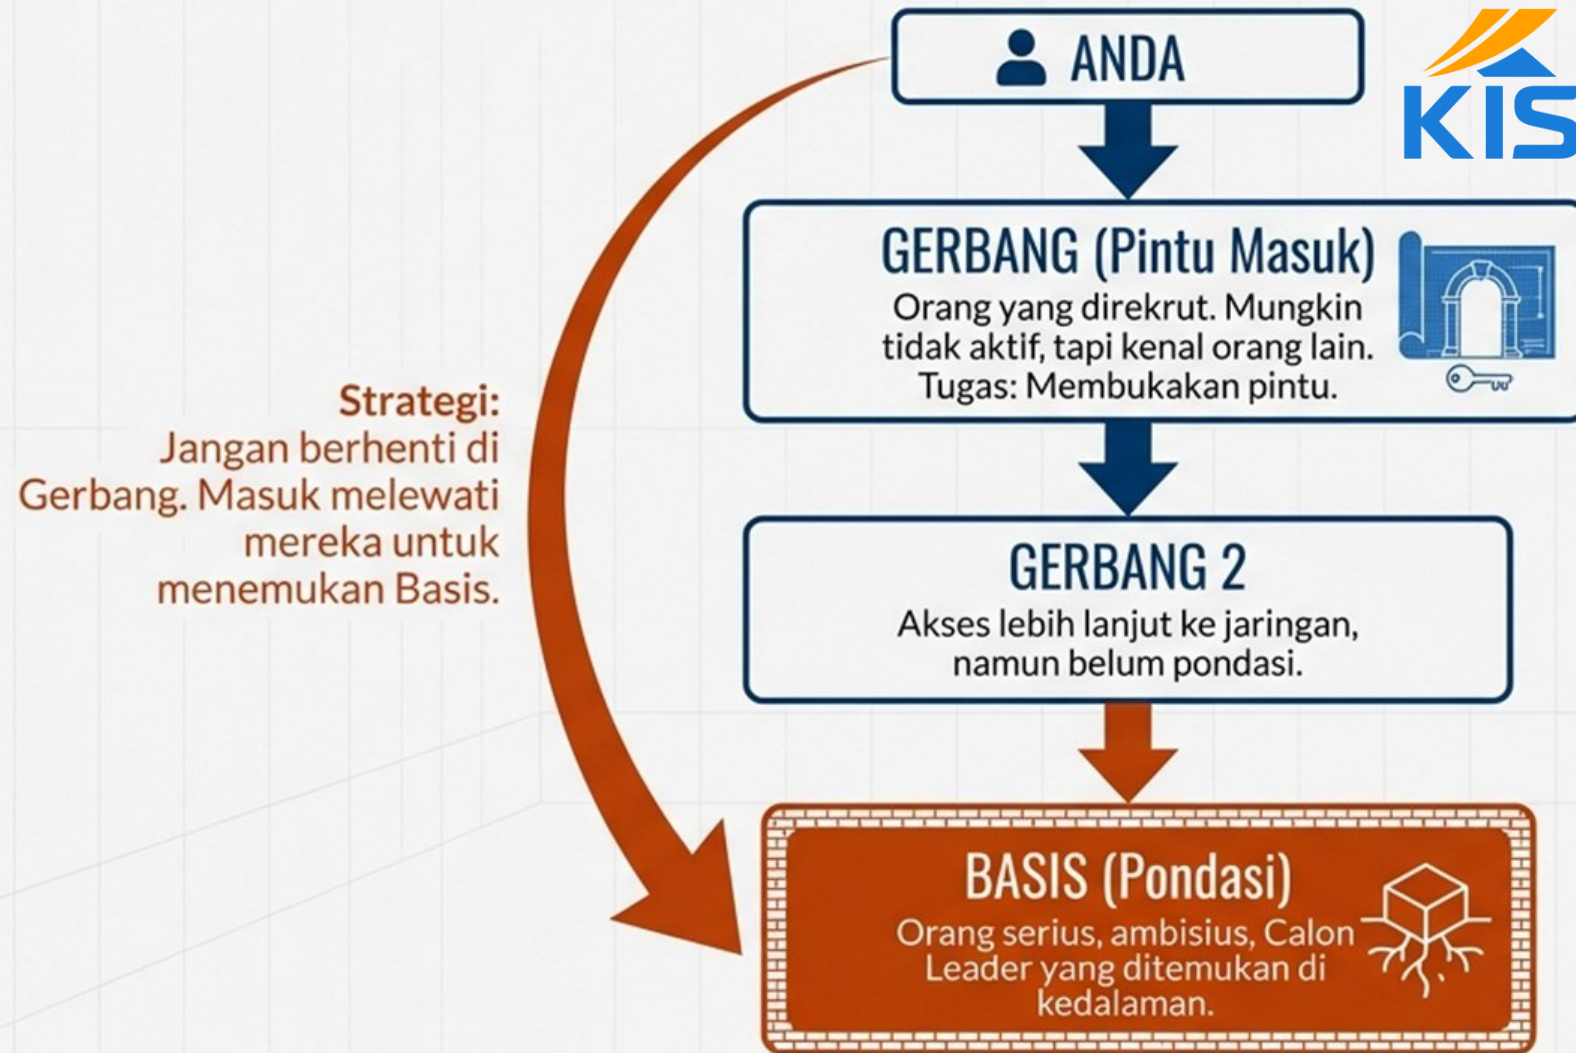 ANDA
KIS
GERBANG (Pintu Masuk)
Orang yang direkrut. Mungkin
tidak aktif, tapi kenal orang lain.
Tugas: Membukakan pintu.
Strategi:
Jangan berhenti di
Gerbang. Masuk melewati
mereka untuk
menemukan Basis.
GERBANG 2
Akses lebih lanjut ke jaringan,
namun belum pondasi.
BASIS (Pondasi)
Orang serius, ambisius, Calon
Leader yang ditemukan di
kedalaman.